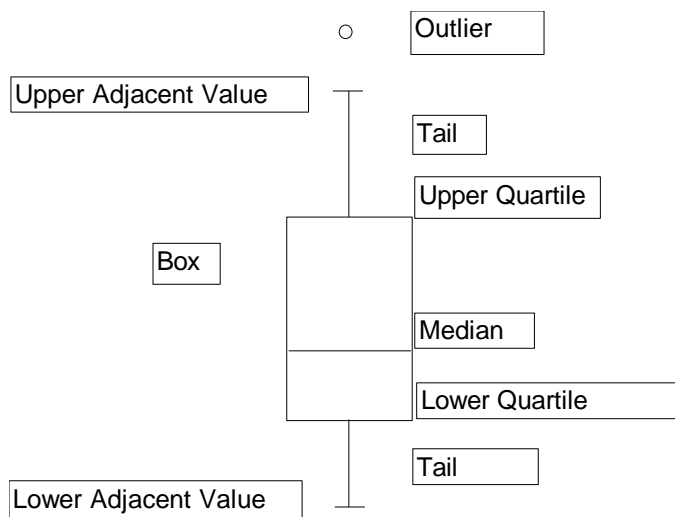 Outlier
Upper Adjacent Value
Tail
Upper Quartile
Box
Median
Lower Quartile
Tail
Lower Adjacent Value